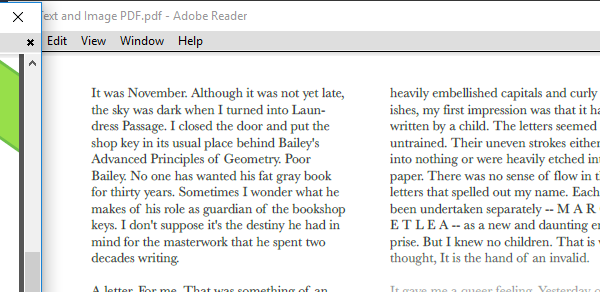 Text and Image PDF.pdf - Adobe Reader
Edit View Window Help
It was November. Although it was not yet late,
the sky was dark when I turned into Laun-
dress Passage. I closed the door and put the
shop key in its usual place behind Bailey's
Advanced Principles of Geometry. Poor
Bailey. No one has wanted his fat gray book
for thirty years. Sometimes I wonder what he
makes of his role as guardian of the bookshop
keys. I don't suppose it's the destiny he had in
mind for the masterwork that he spent two
decades writing.
A letter. For me. That was something of an
heavily embellished capitals and curly
ishes, my first impression was that it ha
written by a child. The letters seemed
untrained. Their uneven strokes either
into nothing or were heavily etched int
paper. There was no sense of flow in t
letters that spelled out my name. Each
been undertaken separately -- M A R
E T L E A -- as a new and daunting en
prise. But I knew no children. That is
thought, It is the hand of an invalid.
It gave me a queer feeling. Yesterday o